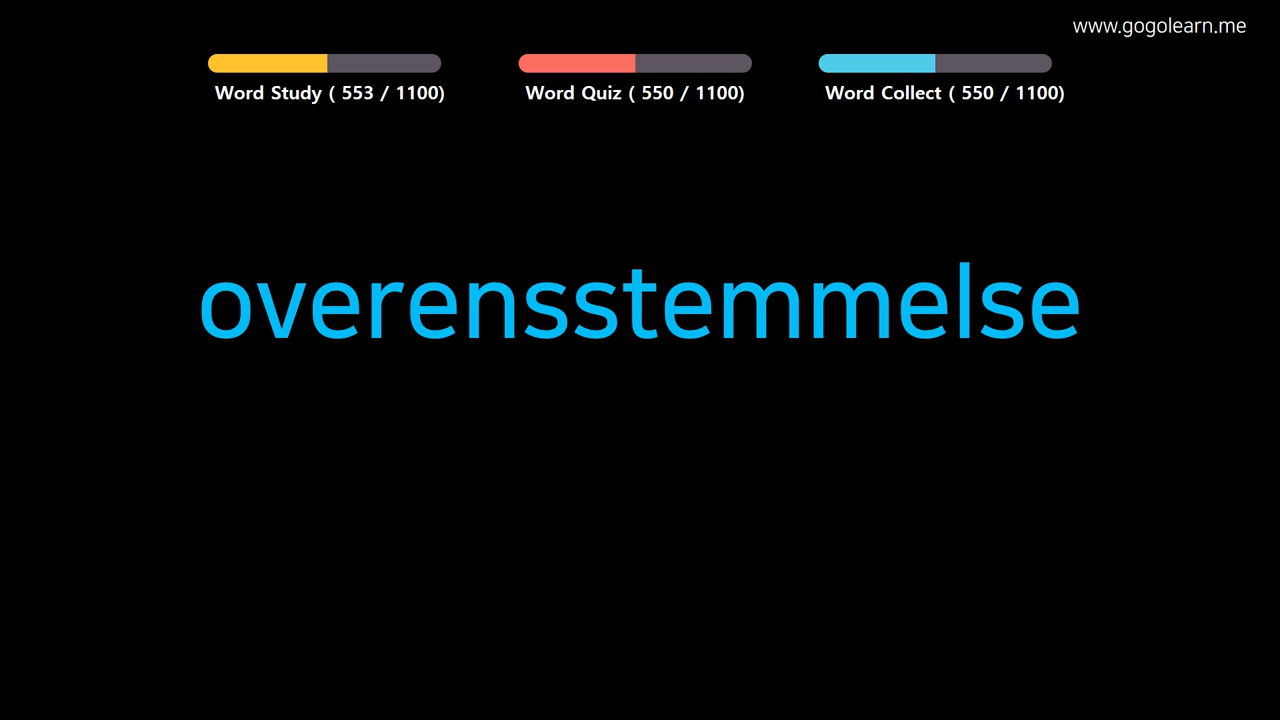 www.gogolearn.me
Word Study ( 553 / 1100)
Word Quiz ( 550 / 1100)
Word Collect ( 550 / 1100)
overensstemmelse